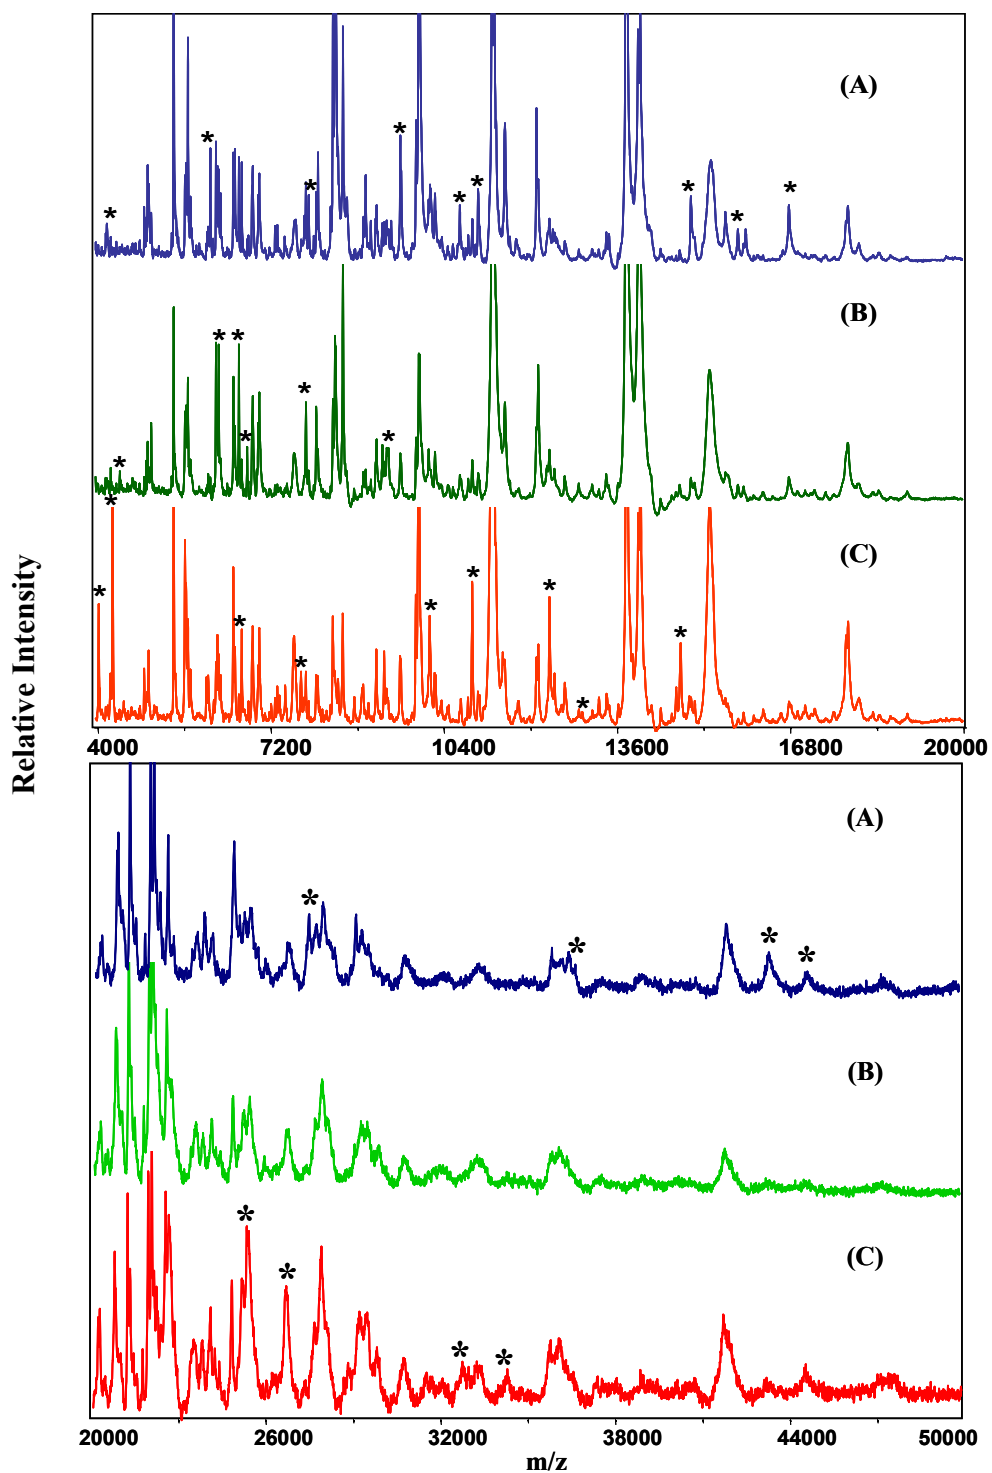 (A)
* * * * * * * * *
(B)
* * * * * *
(C)
* * * * * * * * * *
4000 7200 10400 13600 16800 20000
Relative Intensity
(A)
* * * *
(B)
(C)
* * * *
20000 26000 32000 38000 44000 50000
m/z